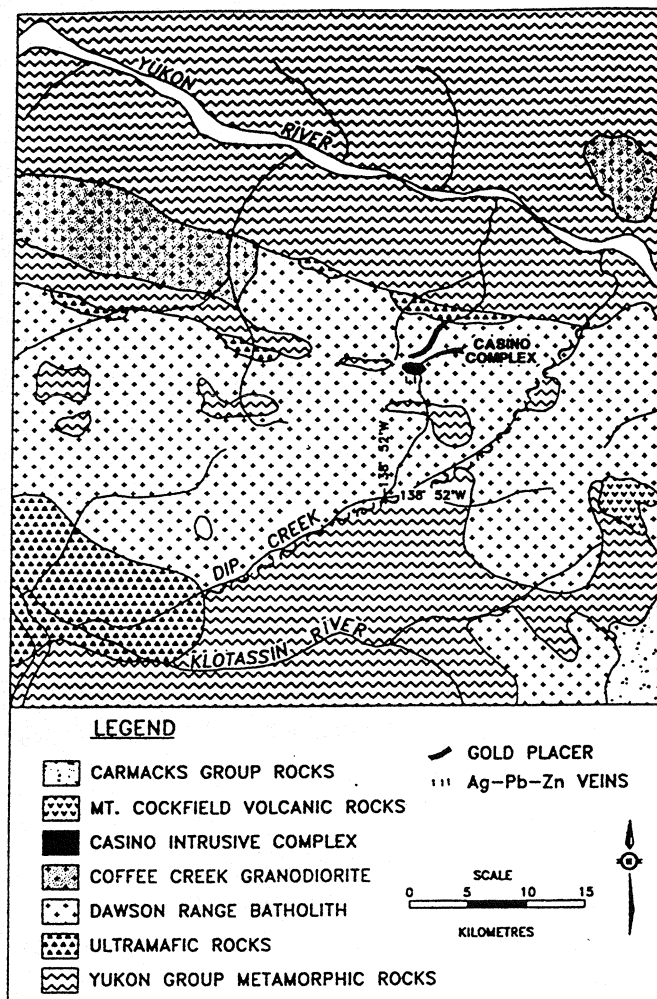 YUKON
RIVER
CASINO
COMPLEX
138° 52'W
138° 52'W
DIP CREEK
KLOTASSIN RIVER
LEGEND
CARMACKS GROUP ROCKS
MT. COCKFIELD VOLCANIC ROCKS
CASINO INTRUSIVE COMPLEX
COFFEE CREEK GRANODIORITE
DAWSON RANGE BATHOLITH
ULTRAMAFIC ROCKS
YUKON GROUP METAMORPHIC ROCKS
GOLD PLACER
Ag-Pb-Zn VEINS
SCALE
0 5 10 15
KILOMETRES